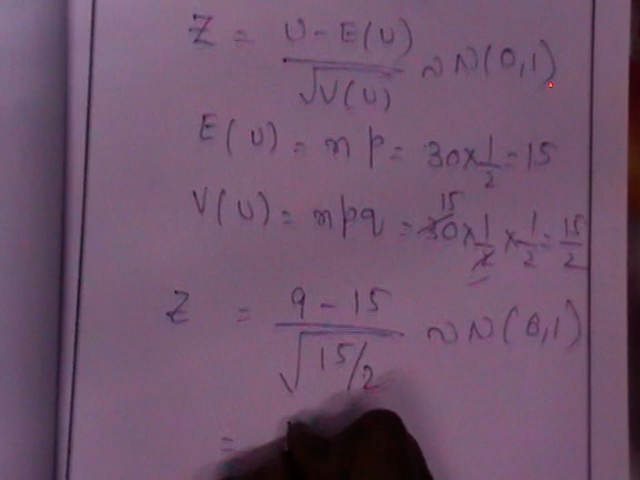 Z = U - E(U) / √V(U) ~ N(0,1)
E(U) = np = 30 × 1/2 = 15
V(U) = npq = 30 15 × 1/2 × 1/2 = 15/2
Z = 9 - 15 / √15/2 ~ N(0,1)
=